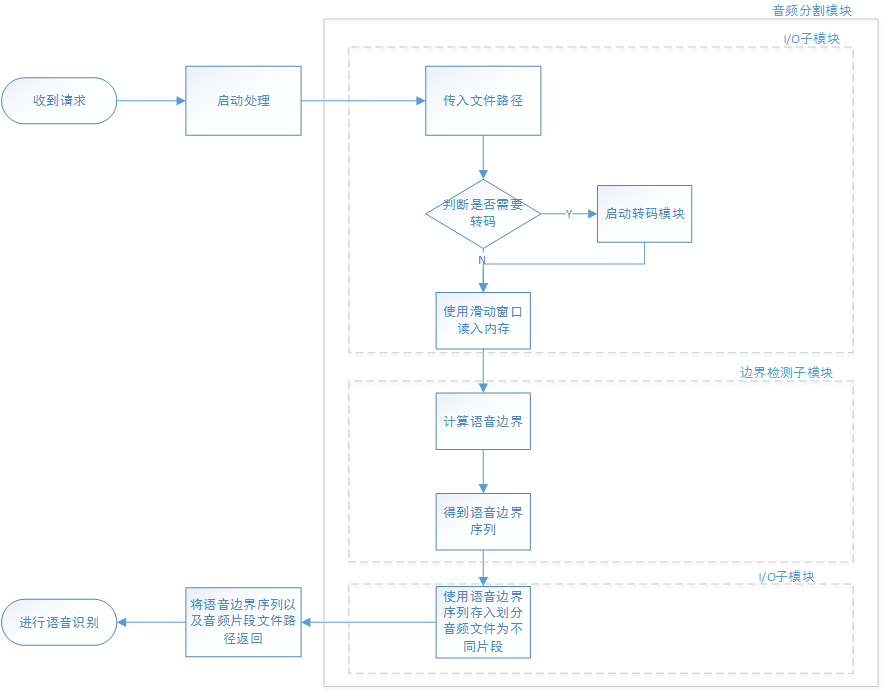 音频分割模块
I/O子模块
收到请求
启动处理
传入文件路径
判断是否需要
转码
Y
启动转码模块
N
使用滑动窗口
读入内存
边界检测子模块
计算语音边界
得到语音边界
序列
I/O子模块
使用语音边界
序列存入划分
音频文件为不
同片段
将语音边界序列以
及音频片段文件路
径返回
进行语音识别